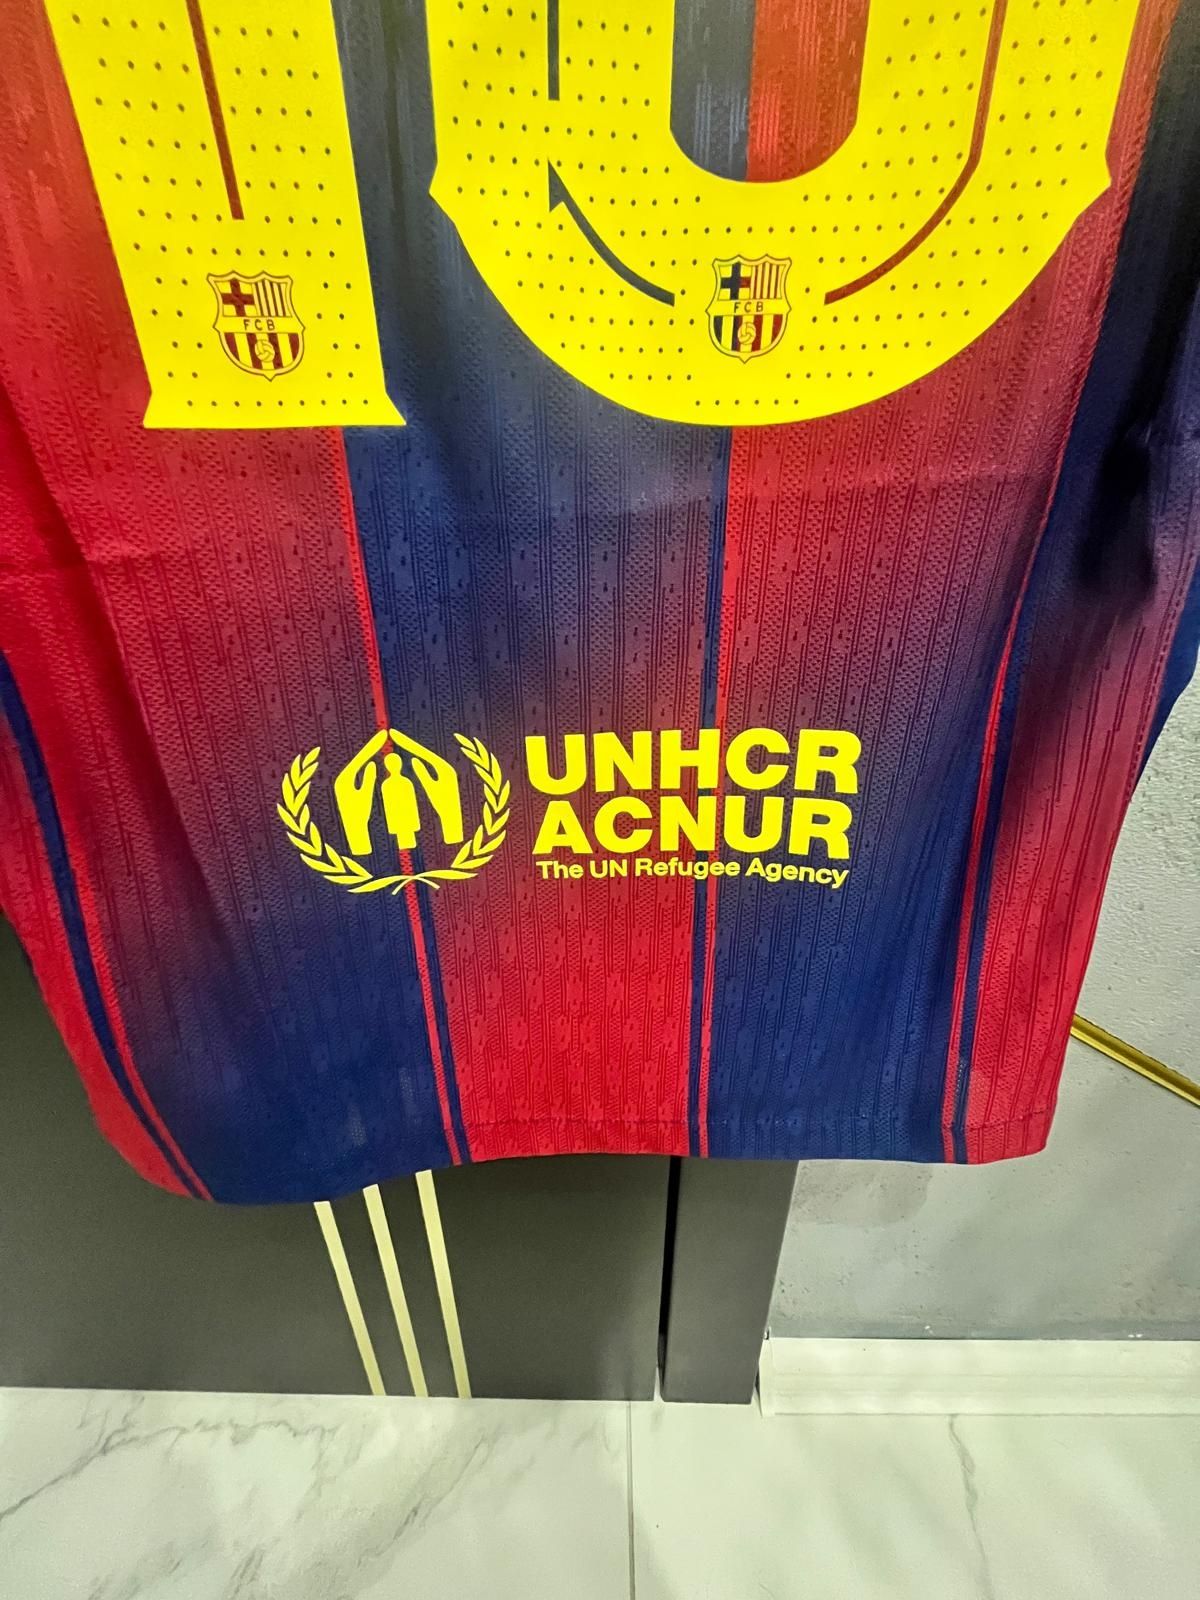 10
FCB
FCB
UNHCR
ACNUR
The UN Refugee Agency